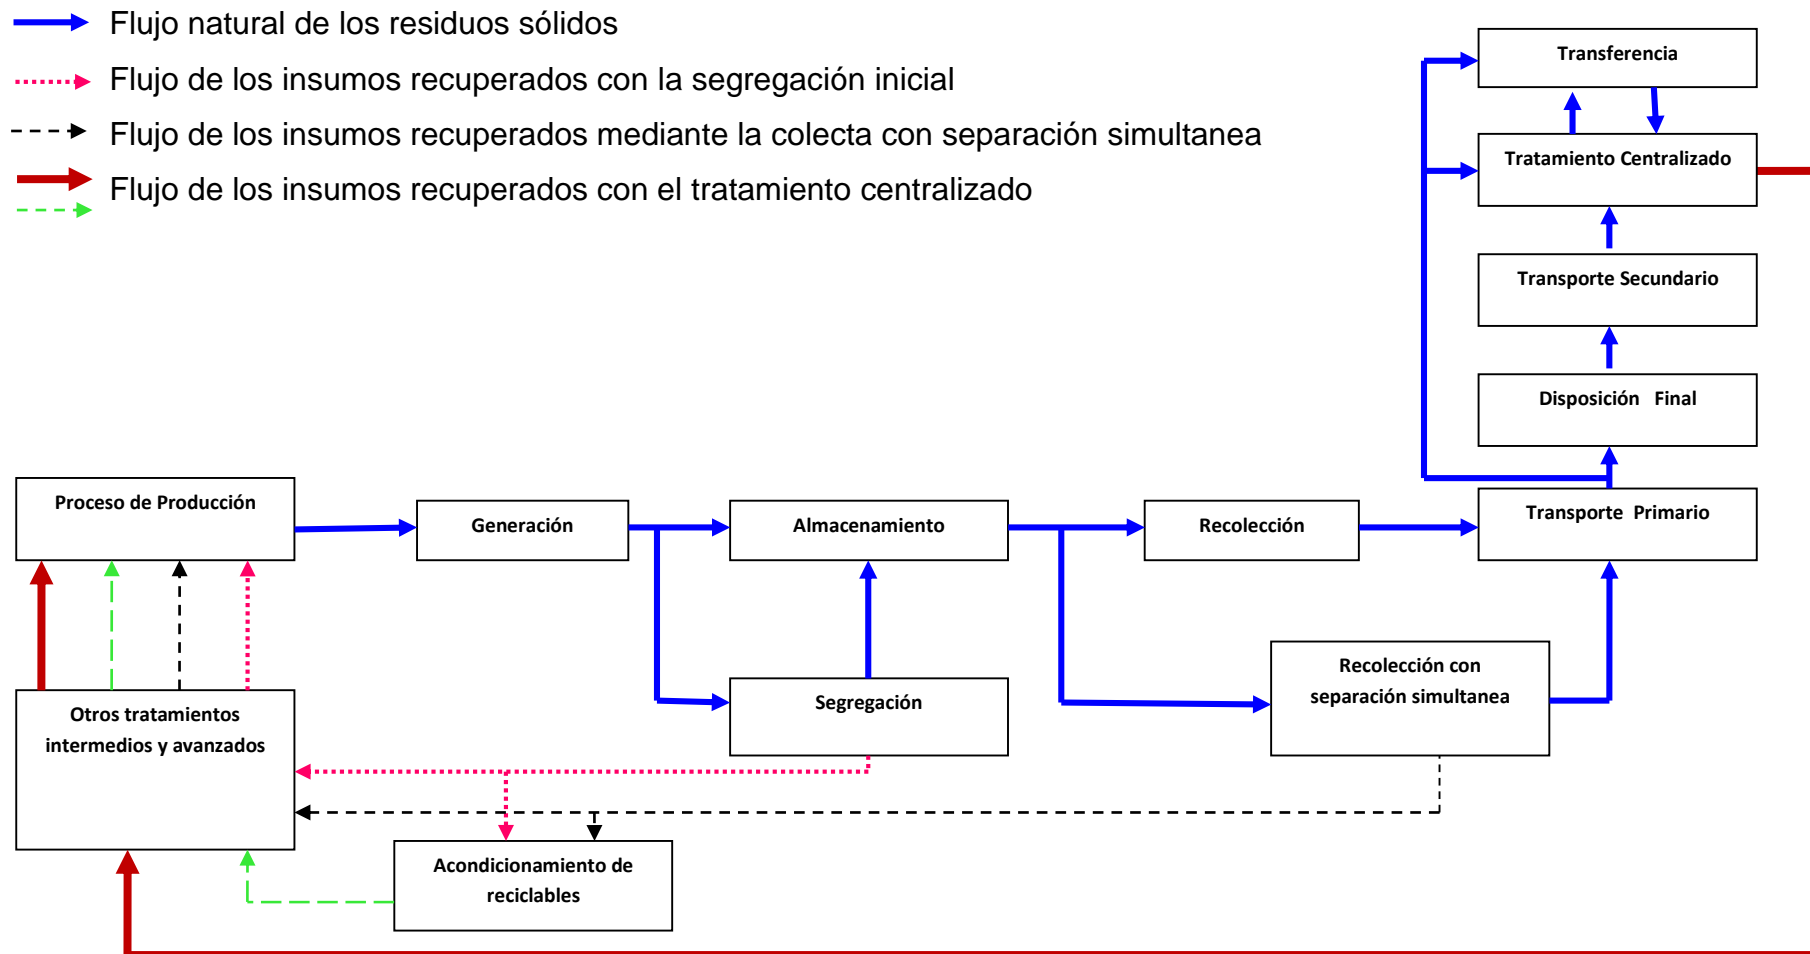 Flujo natural de los residuos sólidos
Flujo de los insumos recuperados con la segregación inicial
Flujo de los insumos recuperados mediante la colecta con separación simultanea
Flujo de los insumos recuperados con el tratamiento centralizado
Transferencia
Tratamiento Centralizado
Transporte Secundario
Disposición Final
Proceso de Producción
Generación
Almacenamiento
Recolección
Transporte Primario
Otros tratamientos
intermedios y avanzados
Segregación
Recolección con
separación simultanea
Acondicionamiento de
reciclables